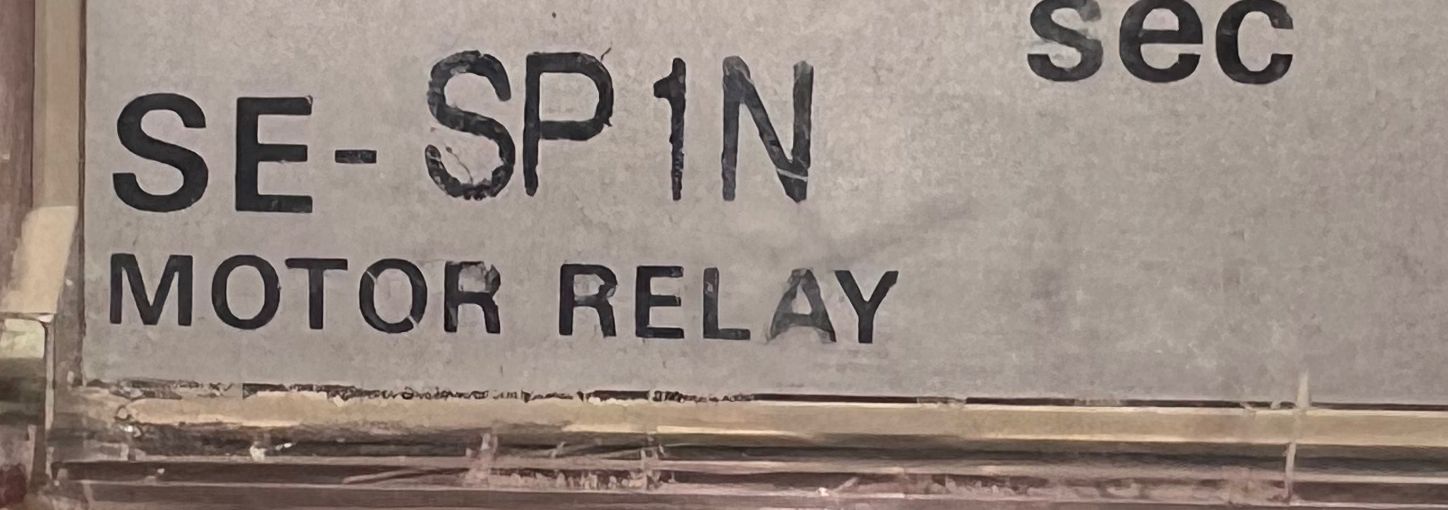 sec
SE-SP1N
MOTOR RELAY